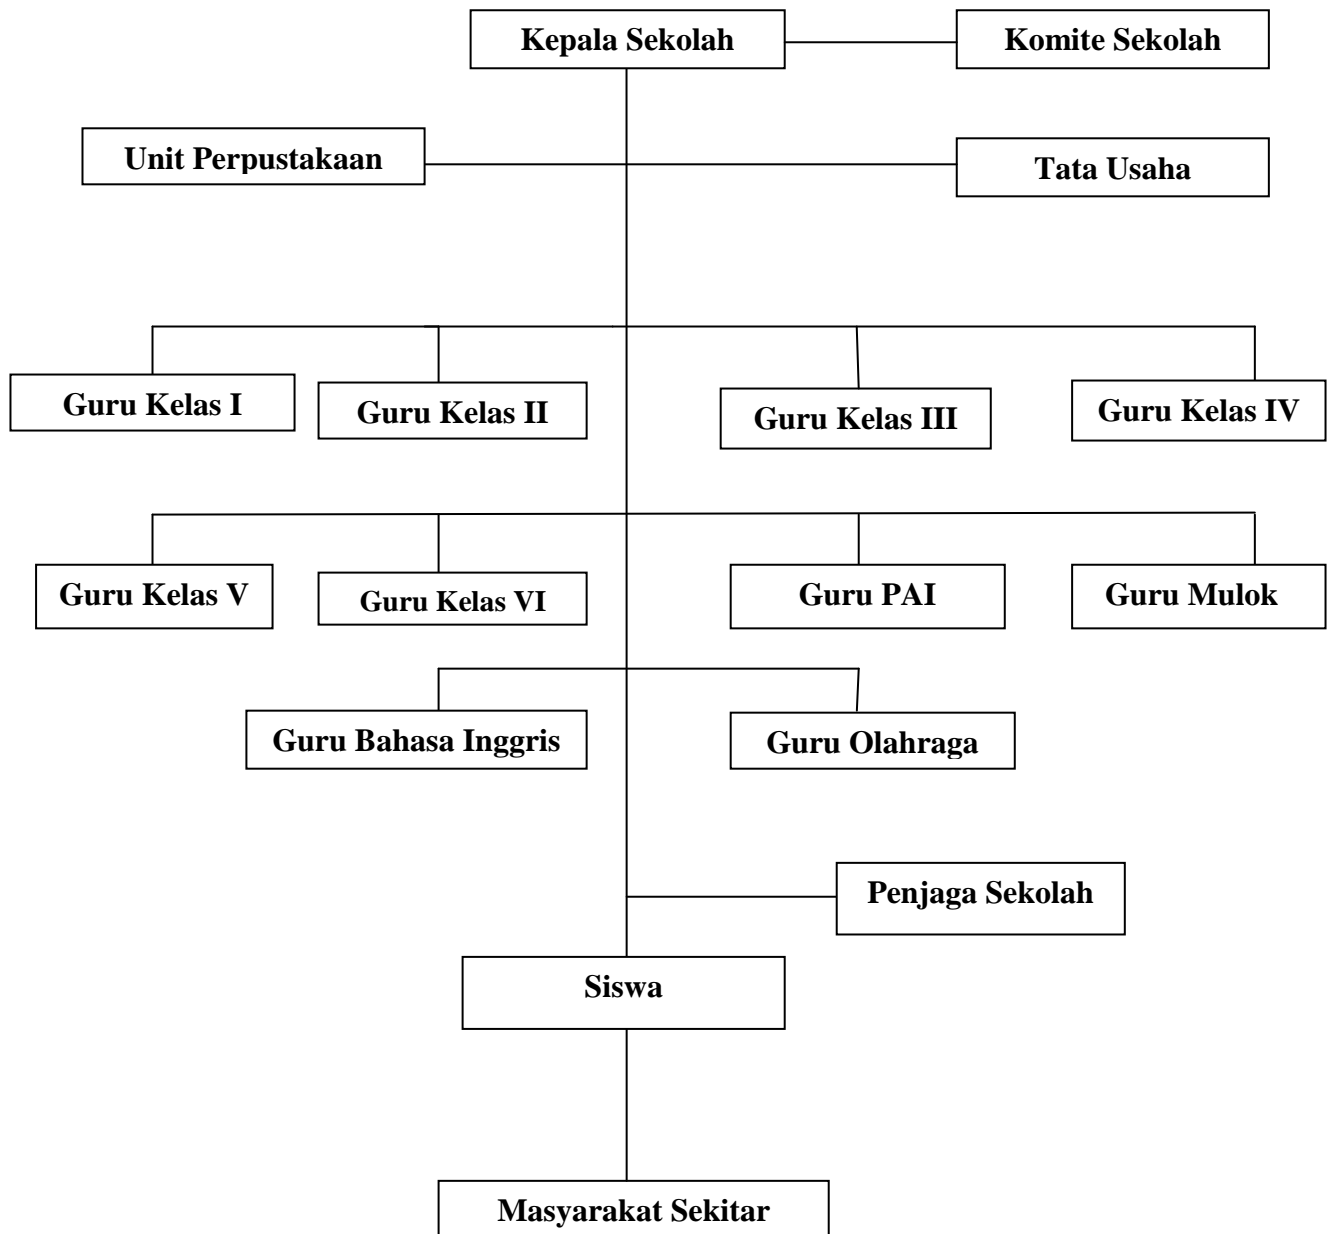 Kepala Sekolah
Komite Sekolah
Unit Perpustakaan
Tata Usaha
Guru Kelas I
Guru Kelas II
Guru Kelas III
Guru Kelas IV
Guru Kelas V
Guru Kelas VI
Guru PAI
Guru Mulok
Guru Bahasa Inggris
Guru Olahraga
Penjaga Sekolah
Siswa
Masyarakat Sekitar